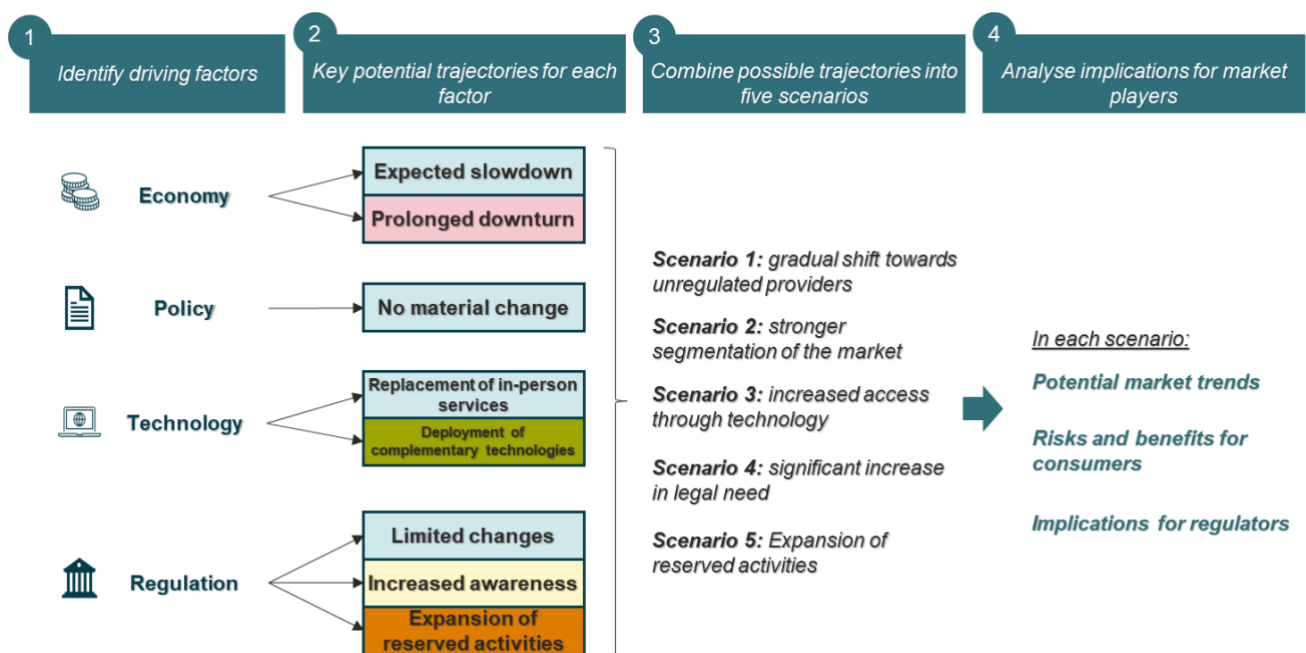 1
Identify driving factors
2
Key potential trajectories for each
factor
3
Combine possible trajectories into
five scenarios
4
Analyse implications for market
players
Economy
Expected slowdown
Prolonged downturn
Policy
No material change
Technology
Replacement of in-person
services
Deployment of
complementary technologies
Regulation
Limited changes
Increased awareness
Expansion of
reserved activities
Scenario 1: gradual shift towards
unregulated providers
Scenario 2: stronger
segmentation of the market
Scenario 3: increased access
through technology
Scenario 4: significant increase
in legal need
Scenario 5: Expansion of
reserved activities
In each scenario:
Potential market trends
Risks and benefits for
consumers
Implications for regulators